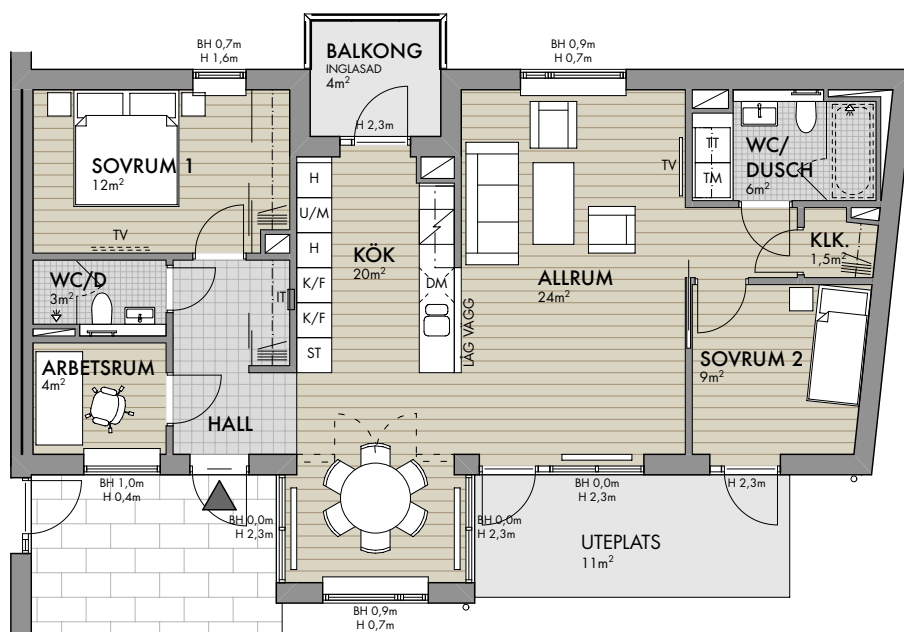 BH 0,7m
H 1,6m
BALKONG
INGLASAD
4m²
BH 0,9m
H 0,7m
H 2,3m
SOVRUM 1
12m²
TV
H
U/M
H
K/F
K/F
ST
KÖK
20m²
DM
LÅG VÄGG
ALLRUM
24m²
TV
TT
TM
WC/
DUSCH
6m²
KLK.
1,5m²
WC/D
3m²
IT
ARBETSRUM
4m²
HALL
SOVRUM 2
9m²
BH 1,0m
H 0,4m
BH 0,0m
H 2,3m
BH 0,0m
H 2,3m
BH 0,0m
H 2,3m
H 2,3m
UTEPLATS
11m²
BH 0,9m
H 0,7m